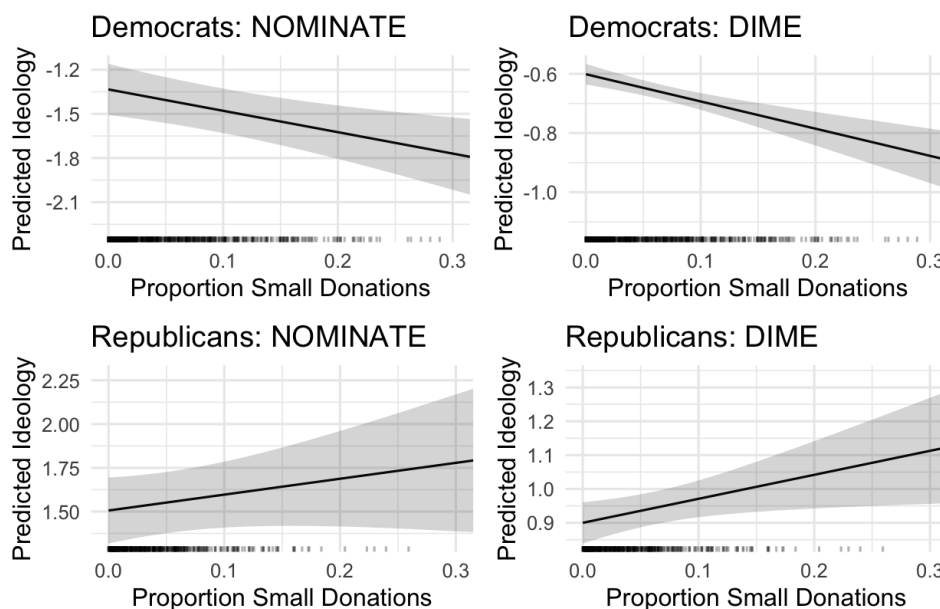 Democrats: NOMINATE
Predicted Ideology
-1.2
-1.5
-1.8
-2.1
0.0 0.1 0.2 0.3
Proportion Small Donations
Democrats: DIME
Predicted Ideology
-0.6
-0.8
-1.0
0.0 0.1 0.2 0.3
Proportion Small Donations
Republicans: NOMINATE
Predicted Ideology
2.25
2.00
1.75
1.50
0.0 0.1 0.2 0.3
Proportion Small Donations
Republicans: DIME
Predicted Ideology
1.3
1.2
1.1
1.0
0.9
0.0 0.1 0.2 0.3
Proportion Small Donations